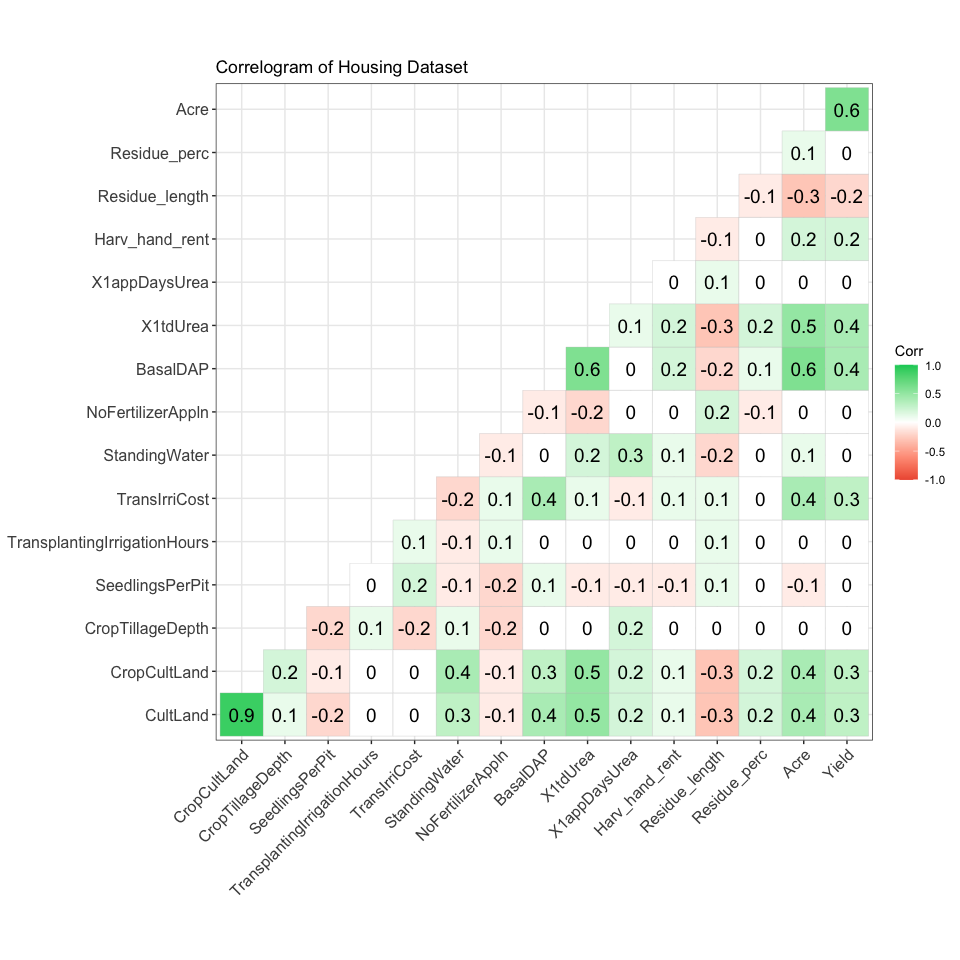 Correlogram of Housing Dataset
Acre 0.6
Residue_perc 0.1 0
Residue_length -0.1 -0.3 -0.2
Harv_hand_rent -0.1 0 0.2 0.2
X1appDaysUrea 0 0.1 0 0 0
X1tdUrea 0.1 0.2 -0.3 0.2 0.5 0.4
BasalDAP 0.6 0 0.2 -0.2 0.1 0.6 0.4
NoFertilizerAppln -0.1 -0.2 0 0 0.2 -0.1 0 0
StandingWater -0.1 0 0.2 0.3 0.1 -0.2 0 0.1 0
TransIrriCost -0.2 0.1 0.4 0.1 -0.1 0.1 0.1 0 0.4 0.3
TransplantingIrrigationHours 0.1 -0.1 0.1 0 0 0 0 0.1 0 0 0
SeedlingsPerPit 0 0.2 -0.1 -0.2 0.1 -0.1 -0.1 -0.1 0.1 0 -0.1 0
CropTillageDepth -0.2 0.1 -0.2 0.1 -0.2 0 0 0.2 0 0 0 0 0
CropCultLand 0.2 -0.1 0 0 0.4 -0.1 0.3 0.5 0.2 0.1 -0.3 0.2 0.4 0.3
CultLand 0.9 0.1 -0.2 0 0 0.3 -0.1 0.4 0.5 0.2 0.1 -0.3 0.2 0.4 0.3
CropCultLand
CropTillageDepth
SeedlingsPerPit
TransplantingIrrigationHours
TransIrriCost
StandingWater
NoFertilizerAppln
BasalDAP
X1tdUrea
X1appDaysUrea
Harv_hand_rent
Residue_length
Residue_perc
Acre
Yield
Corr
1.0
0.5
0.0
-0.5
-1.0